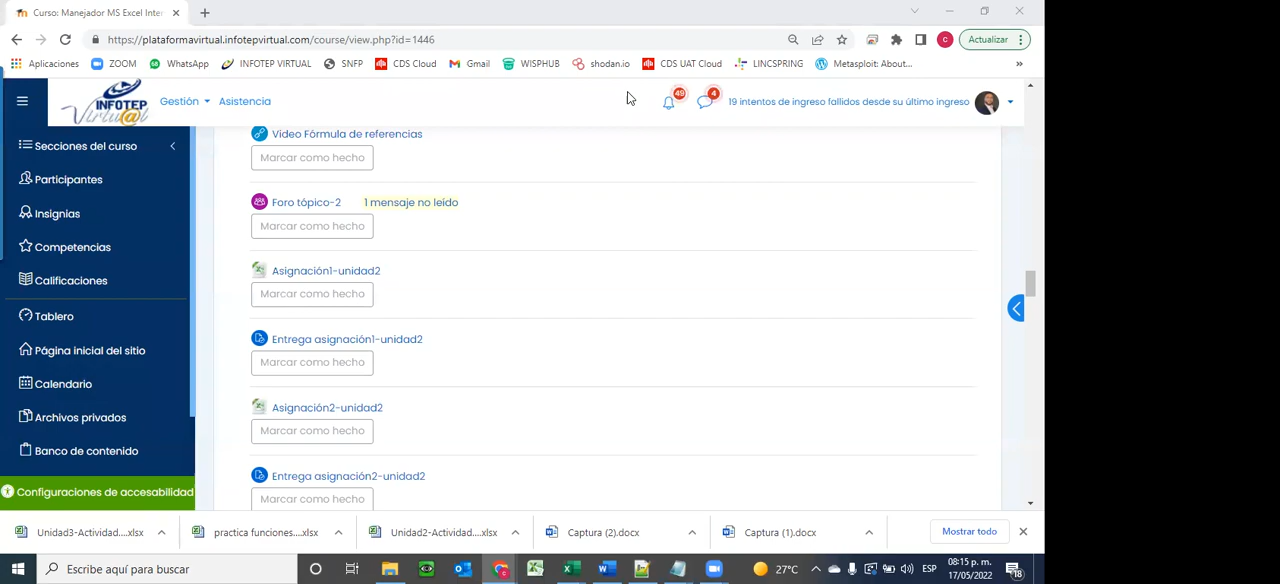 Curso: Manejador MS Excel Inter
https://plataformavirtual.infotepvirtual.com/course/view.php?id=1446
C
Actualizar
Aplicaciones
ZOOM
WhatsApp
INFOTEP VIRTUAL
SNFP
CDS Cloud
Gmail
WISPHUB
shodan.io
CDS UAT Cloud
LINCSPRING
Metasploit: About...
»
INFOTEP
Virtu@l
Gestión
Asistencia
49
4
19 intentos de ingreso fallidos desde su último ingreso
Secciones del curso
Participantes
Insignias
Competencias
Calificaciones
Tablero
Página inicial del sitio
Calendario
Archivos privados
Banco de contenido
Configuraciones de accesabilidad
Video Fórmula de referencias
Marcar como hecho
Foro tópico-2 1 mensaje no leído
Marcar como hecho
Asignación1-unidad2
Marcar como hecho
Entrega asignación1-unidad2
Marcar como hecho
Asignación2-unidad2
Marcar como hecho
Entrega asignación2-unidad2
Marcar como hecho
Unidad3-Actividad....xlsx
practica funciones....xlsx
Unidad2-Actividad....xlsx
Captura (2).docx
Captura (1).docx
Mostrar todo
Escribe aquí para buscar
27°C
ESP
08:15 p. m.
17/05/2022
18